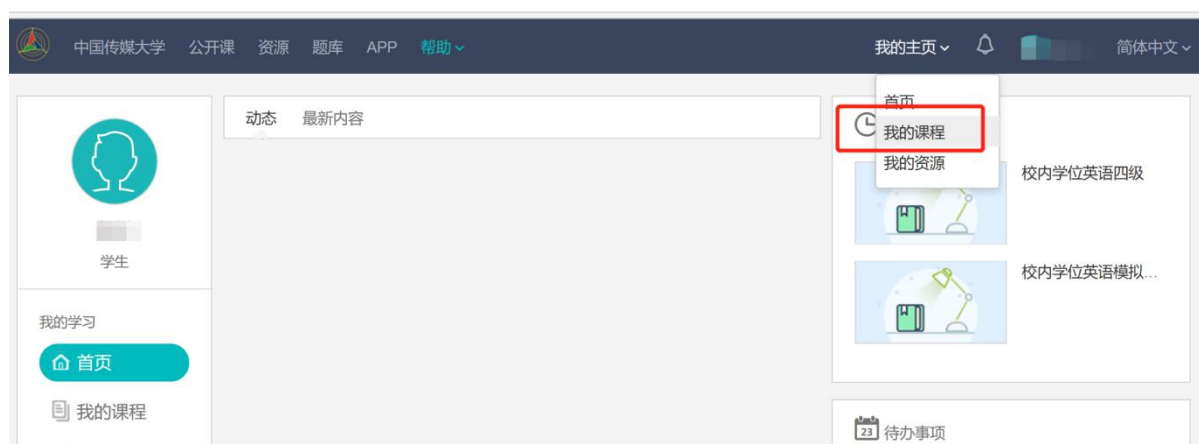 中国传媒大学 公开课 资源 题库 APP 帮助 我的主页 简体中文
首页
我的课程
我的资源
动态 最新内容
学生
我的学习
首页
我的课程
校内学位英语四级
校内学位英语模拟...
23 待办事项